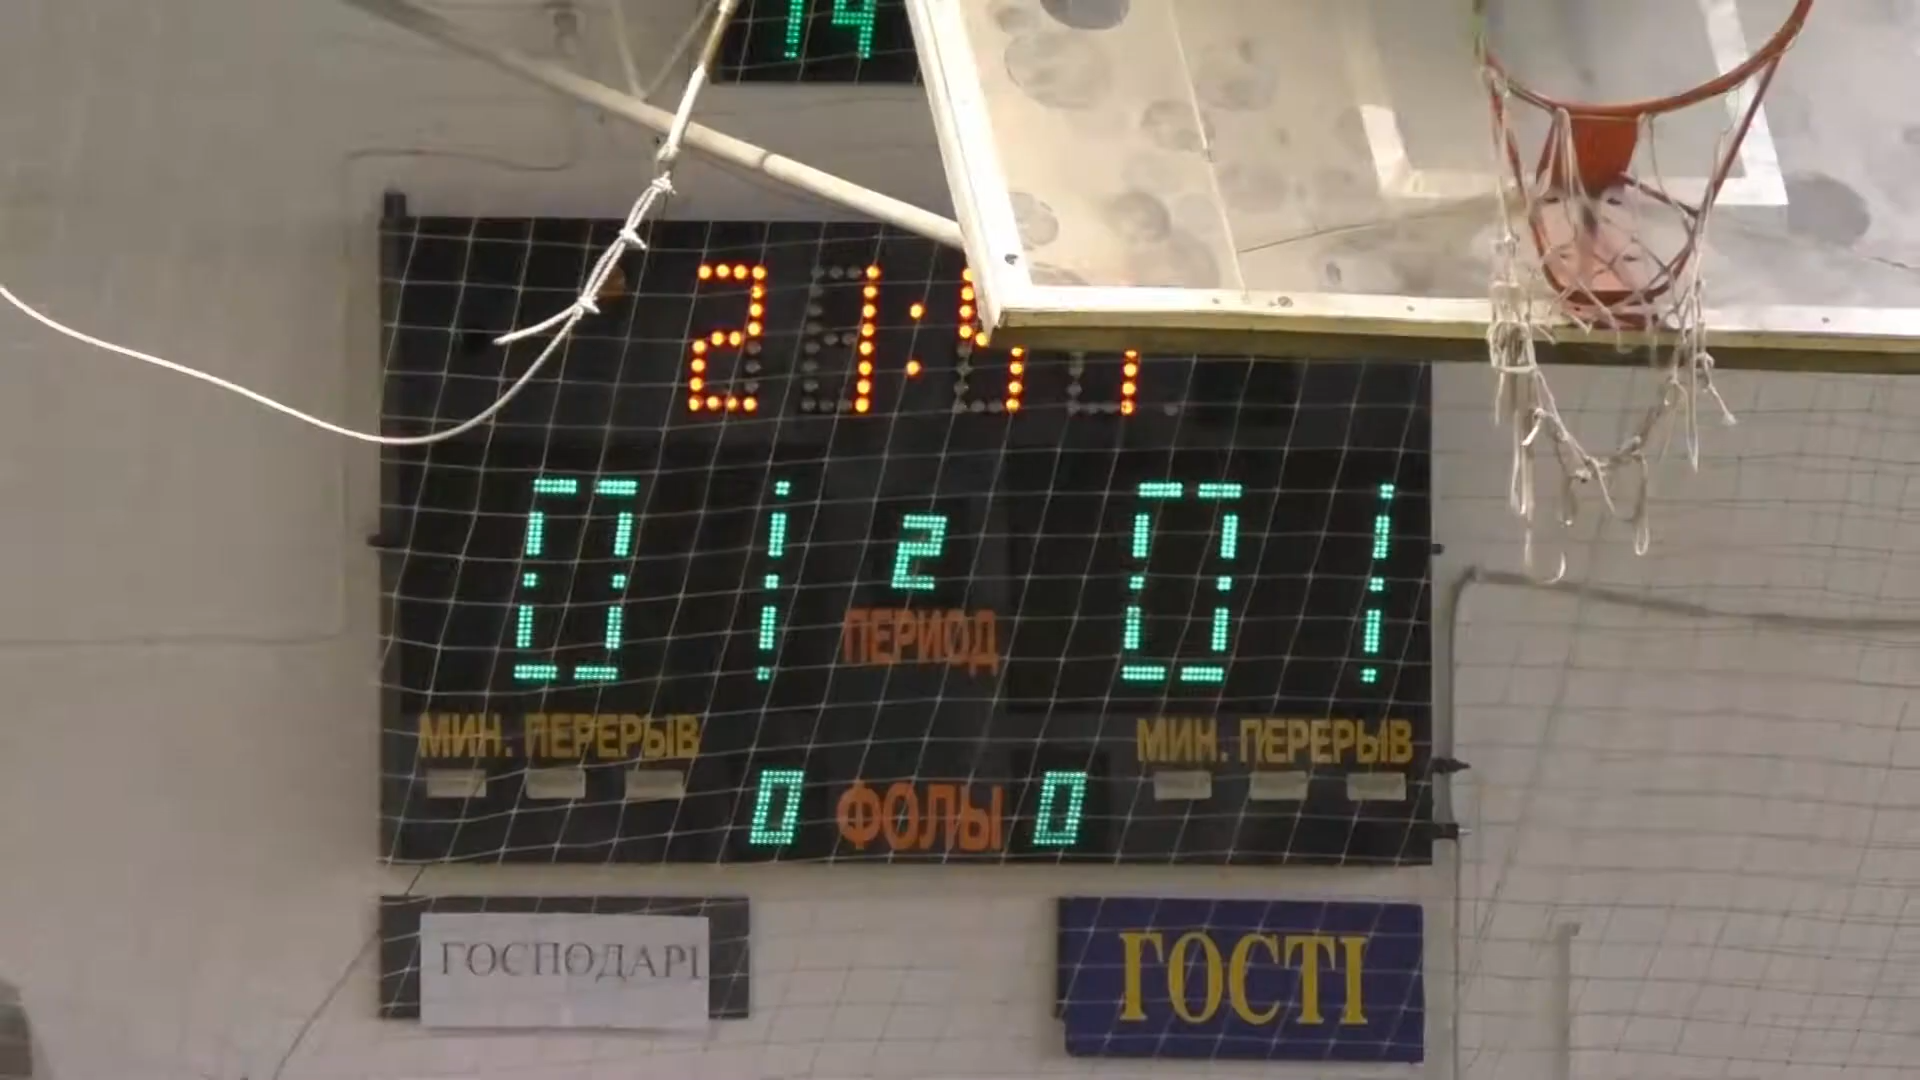 14
01 2 01
ПЕРИОД
МИН. ПЕРЕРЫВ МИН. ПЕРЕРЫВ
0 ФОЛЫ 0
ГОСПОДАРІ ГОСТІ